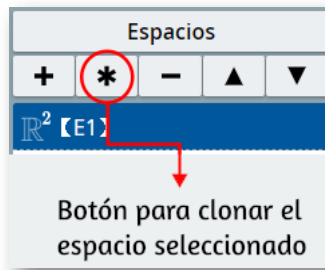 Espacios
+ * − ▲ ▼
ℝ² 【E1】
Botón para clonar el
espacio seleccionado